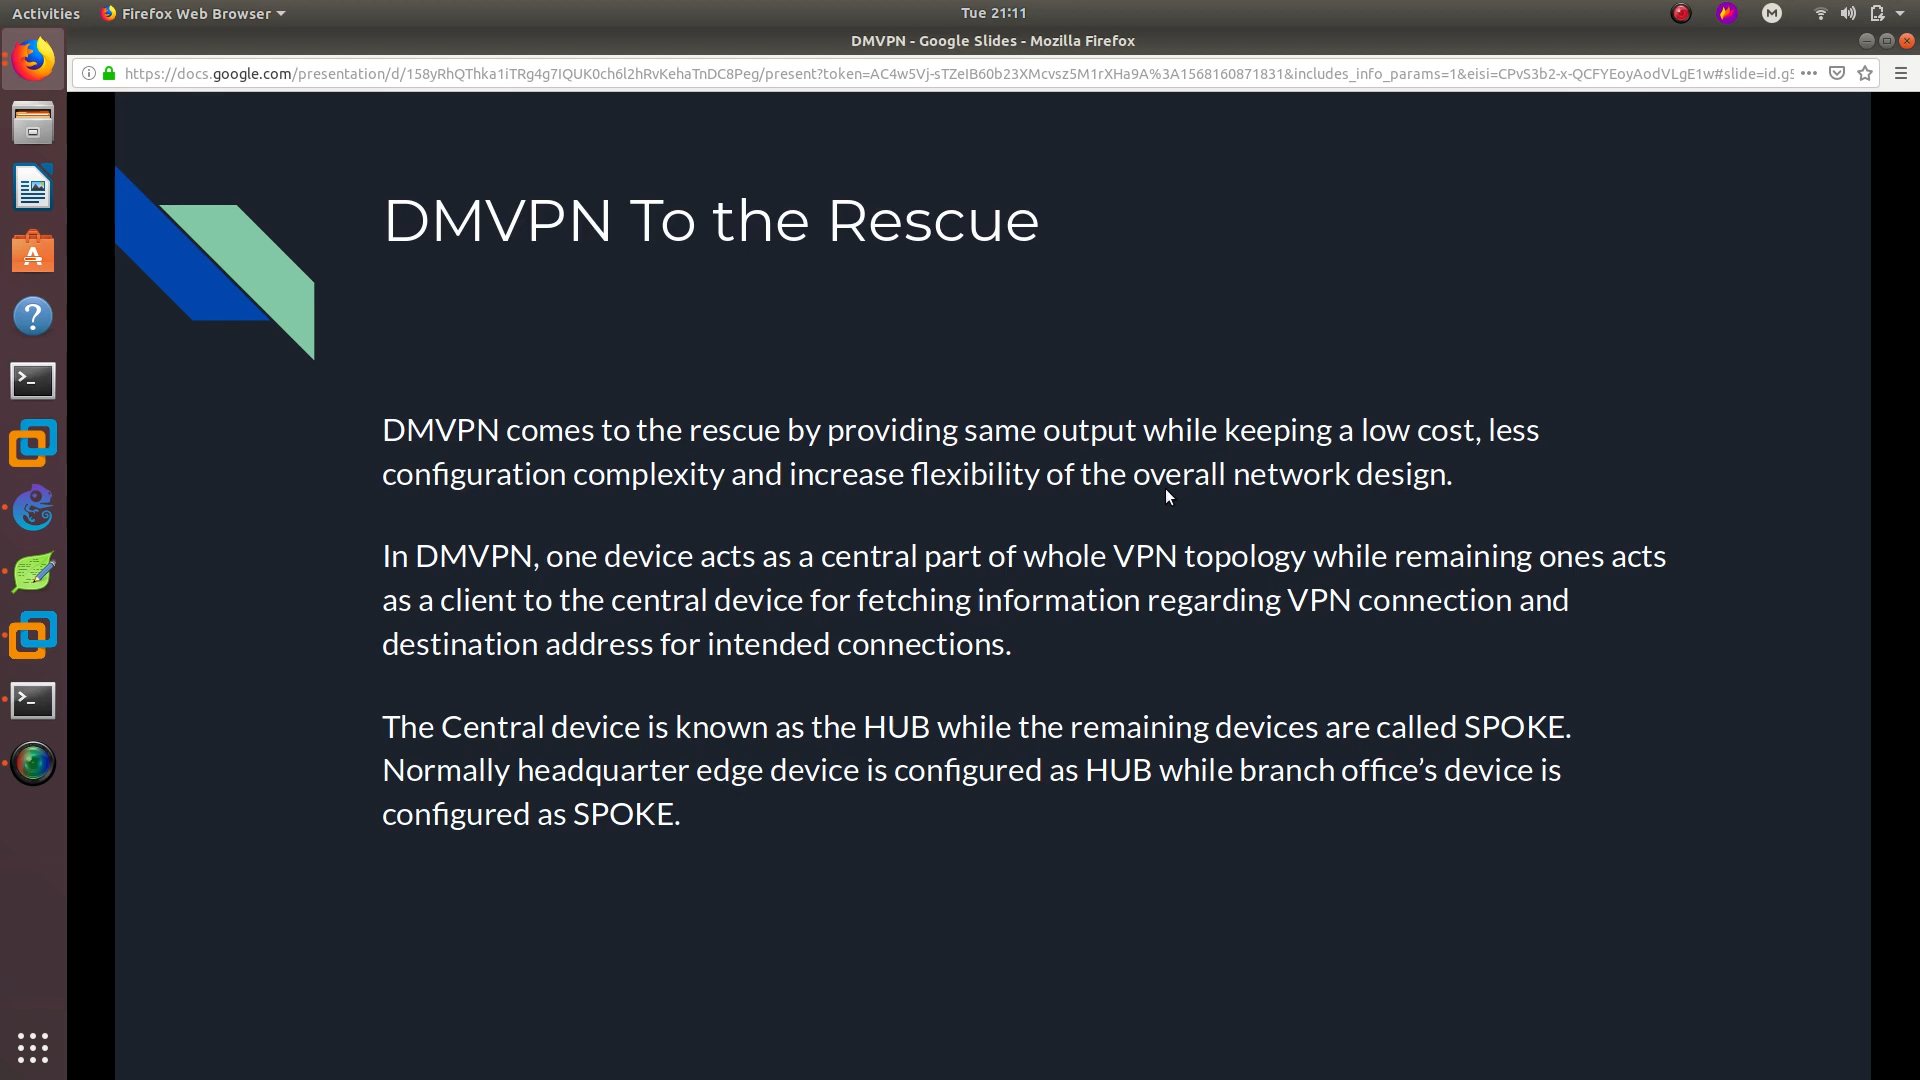 Activities
Firefox Web Browser
Tue 21:11
M
DMVPN - Google Slides - Mozilla Firefox
https://docs.google.com/presentation/d/158yRhQThka1iTRg4g7IQUK0ch6l2hRvKehaTnDC8Peg/present?token=AC4w5Vj-sTZeIB60b23XMcvsz5M1rXHa9A%3A1568160871831&includes_info_params=1&eisi=CPvS3b2-x-QCFYEoyAodVLgE1w#slide=id.g5
DMVPN To the Rescue
DMVPN comes to the rescue by providing same output while keeping a low cost, less
configuration complexity and increase flexibility of the overall network design.
In DMVPN, one device acts as a central part of whole VPN topology while remaining ones acts
as a client to the central device for fetching information regarding VPN connection and
destination address for intended connections.
The Central device is known as the HUB while the remaining devices are called SPOKE.
Normally headquarter edge device is configured as HUB while branch office’s device is
configured as SPOKE.